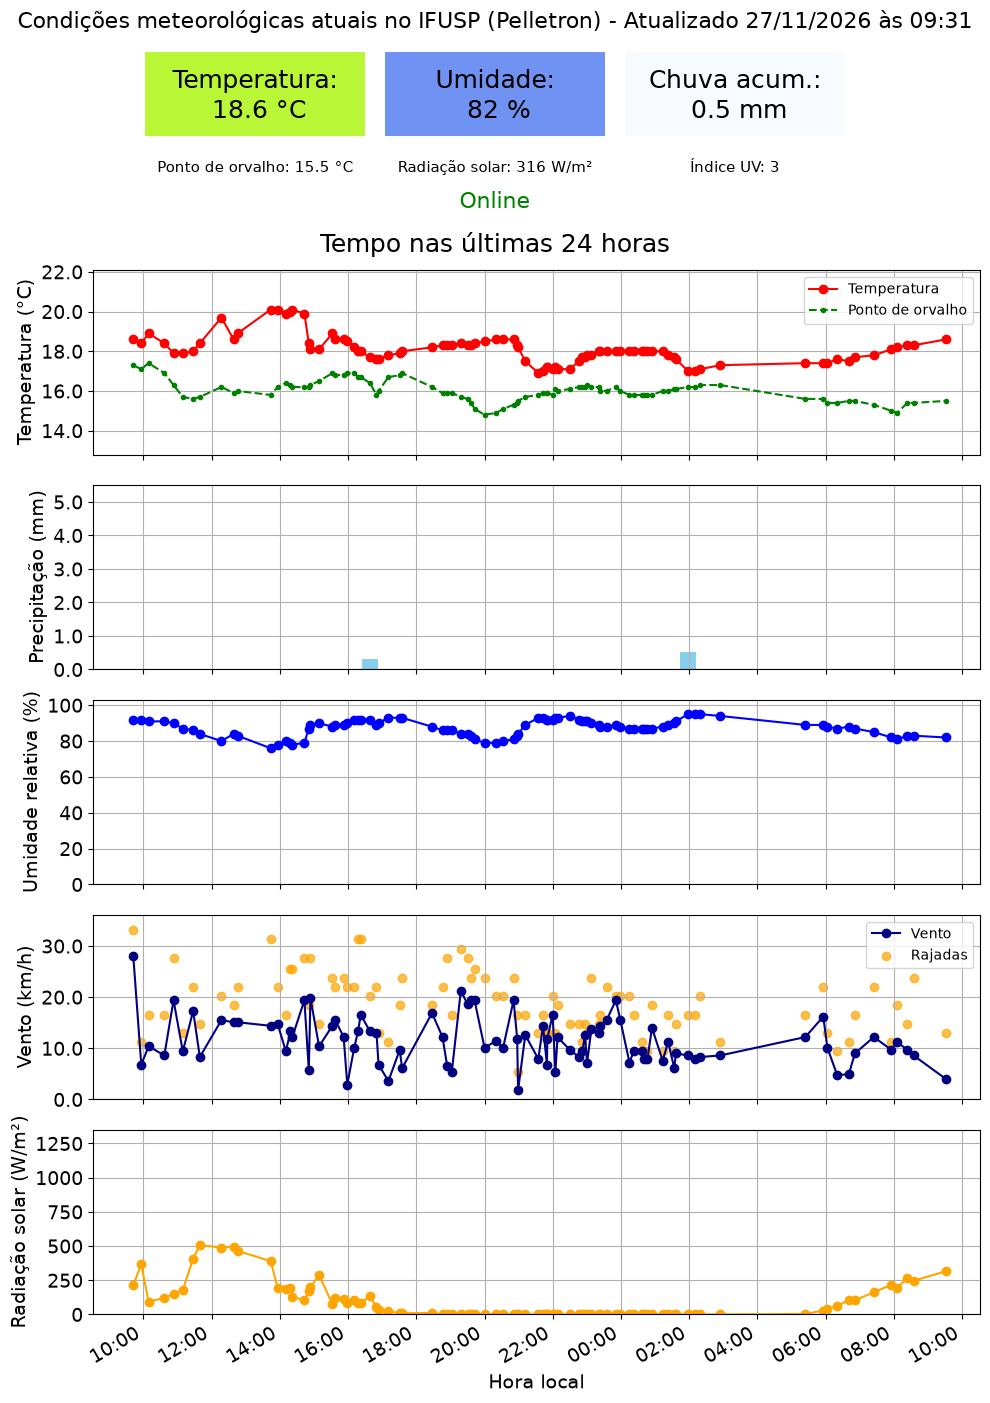 Condições meteorológicas atuais no IFUSP (Pelletron) - Atualizado 27/11/2026 às 09:31
Temperatura:
18.6 °C
Umidade:
82 %
Chuva acum.:
0.5 mm
Ponto de orvalho: 15.5 °C
Radiação solar: 316 W/m²
Índice UV: 3
Online
Tempo nas últimas 24 horas
Temperatura (°C)
22.0
20.0
18.0
16.0
14.0
Temperatura
Ponto de orvalho
Precipitação (mm)
5.0
4.0
3.0
2.0
1.0
0.0
Umidade relativa (%)
100
80
60
40
20
0
Vento (km/h)
30.0
20.0
10.0
0.0
Vento
Rajadas
Radiação solar (W/m²)
1250
1000
750
500
250
0
10:00
12:00
14:00
16:00
18:00
20:00
22:00
00:00
02:00
04:00
06:00
08:00
10:00
Hora local